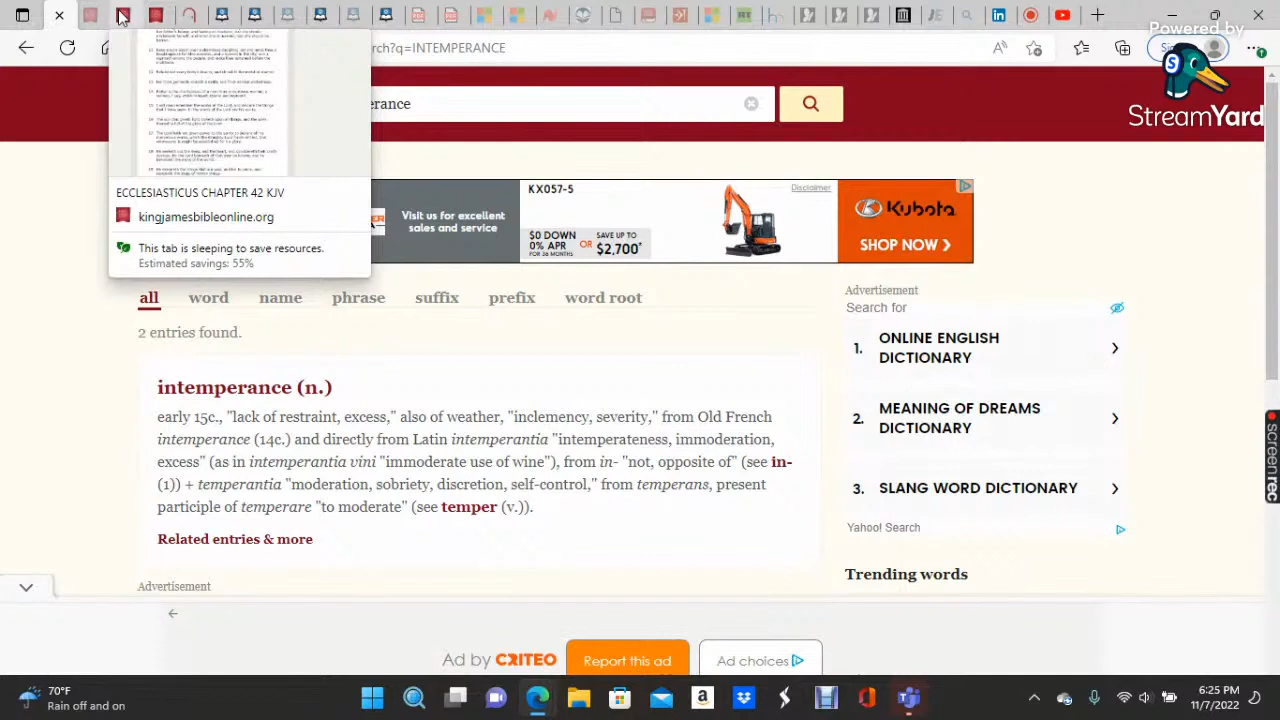 rch?q=INTEMPERANCE
Powered by
StreamYard
rance
ECCLESIASTICUS CHAPTER 42 KJV
kingjamesbibleonline.org
This tab is sleeping to save resources.
Estimated savings: 55%
Visit us for excellent
sales and service
KX057-5
$0 DOWN
0% APR
FOR 36 MONTHS
OR
SAVE UP TO
$2,700*
Disclaimer
Kubota
SHOP NOW
all word name phrase suffix prefix word root
2 entries found.
intemperance (n.)
early 15c., "lack of restraint, excess," also of weather, "inclemency, severity," from Old French
intemperance (14c.) and directly from Latin intemperantia "intemperateness, immoderation,
excess" (as in intemperantia vini "immoderate use of wine"), from in- "not, opposite of" (see in-
(1)) + temperantia "moderation, sobriety, discretion, self-control," from temperans, present
participle of temperare "to moderate" (see temper (v.)).
Related entries & more
Advertisement
Advertisement
Search for
1. ONLINE ENGLISH
DICTIONARY
2. MEANING OF DREAMS
DICTIONARY
3. SLANG WORD DICTIONARY
Yahoo! Search
Trending words
screenrec
Ad by CRITEO
Report this ad
Ad choices
70°F
Rain off and on
6:25 PM
11/7/2022